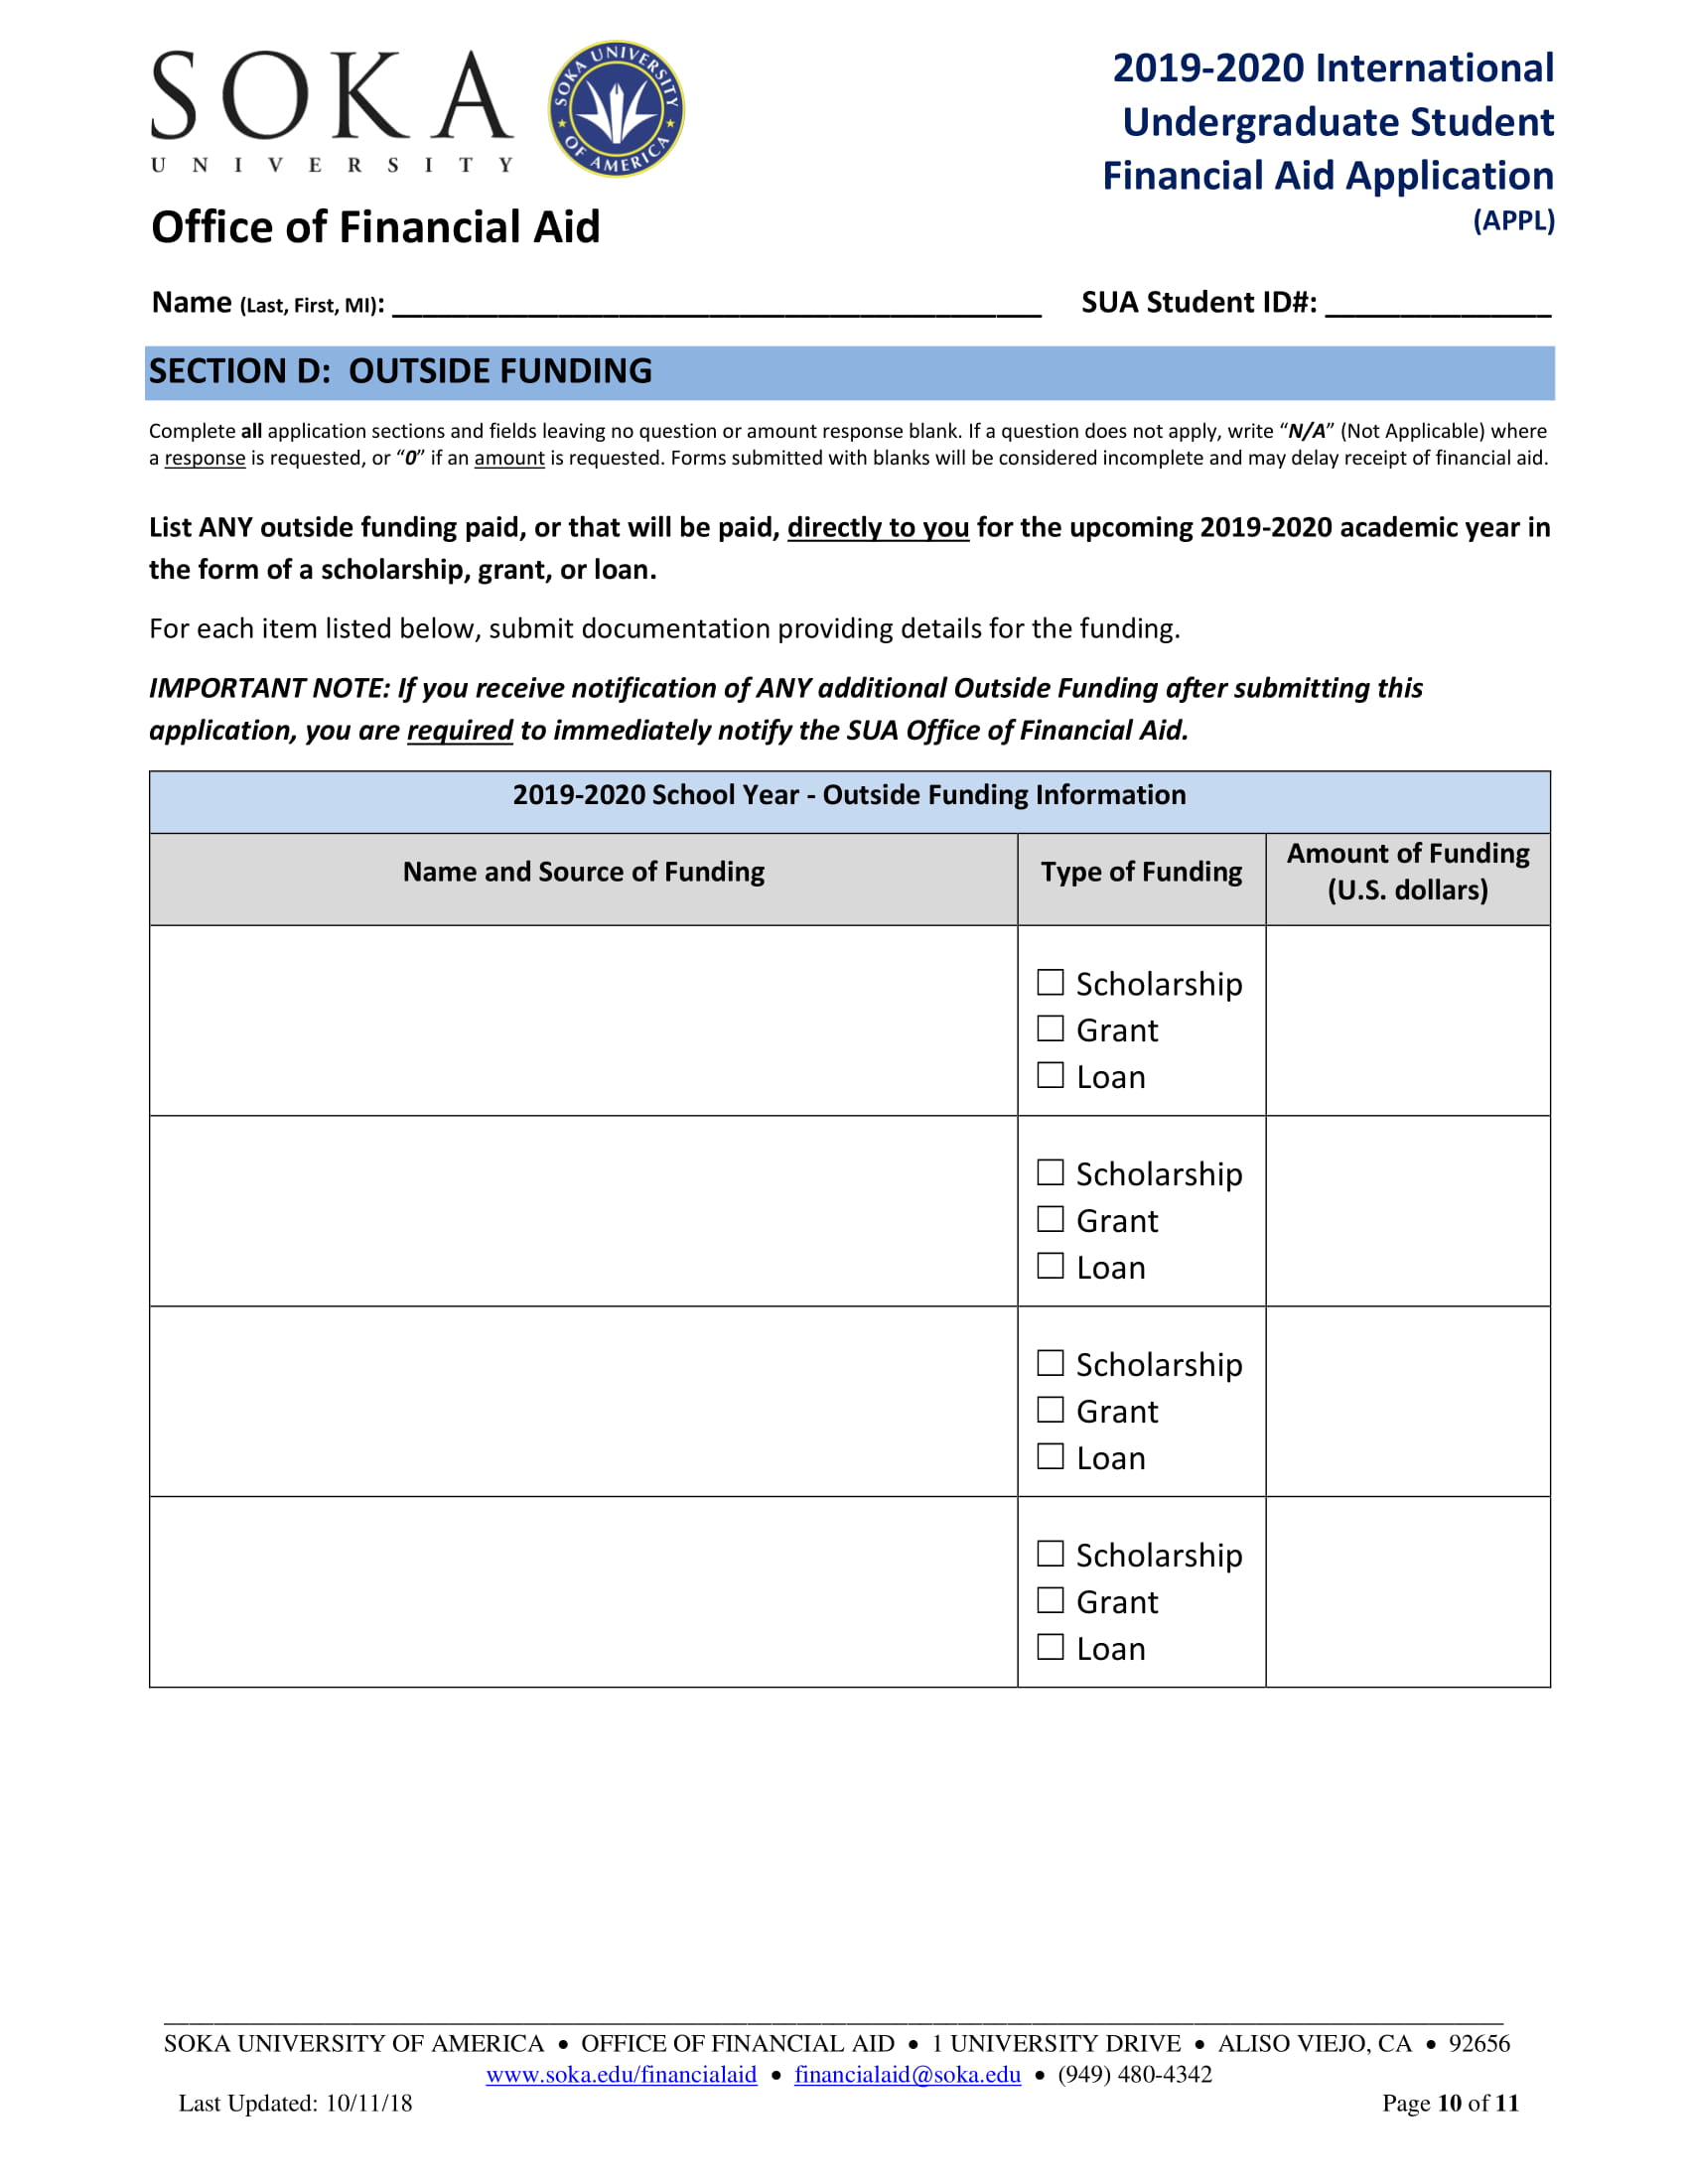 SOKA
UNIVERSITY
SOKA UNIVERSITY OF AMERICA
Office of Financial Aid
2019-2020 International
Undergraduate Student
Financial Aid Application
(APPL)
Name (Last, First, MI): ___________________________________________ SUA Student ID#: _______________
SECTION D: OUTSIDE FUNDING
Complete all application sections and fields leaving no question or amount response blank. If a question does not apply, write “N/A” (Not Applicable) where
a response is requested, or “0” if an amount is requested. Forms submitted with blanks will be considered incomplete and may delay receipt of financial aid.
List ANY outside funding paid, or that will be paid, directly to you for the upcoming 2019-2020 academic year in
the form of a scholarship, grant, or loan.
For each item listed below, submit documentation providing details for the funding.
IMPORTANT NOTE: If you receive notification of ANY additional Outside Funding after submitting this
application, you are required to immediately notify the SUA Office of Financial Aid.
2019-2020 School Year - Outside Funding Information
Name and Source of Funding
Type of Funding
Amount of Funding
(U.S. dollars)
☐ Scholarship
☐ Grant
☐ Loan
☐ Scholarship
☐ Grant
☐ Loan
☐ Scholarship
☐ Grant
☐ Loan
☐ Scholarship
☐ Grant
☐ Loan
SOKA UNIVERSITY OF AMERICA • OFFICE OF FINANCIAL AID • 1 UNIVERSITY DRIVE • ALISO VIEJO, CA • 92656
www.soka.edu/financialaid • financialaid@soka.edu • (949) 480-4342
Last Updated: 10/11/18 Page 10 of 11